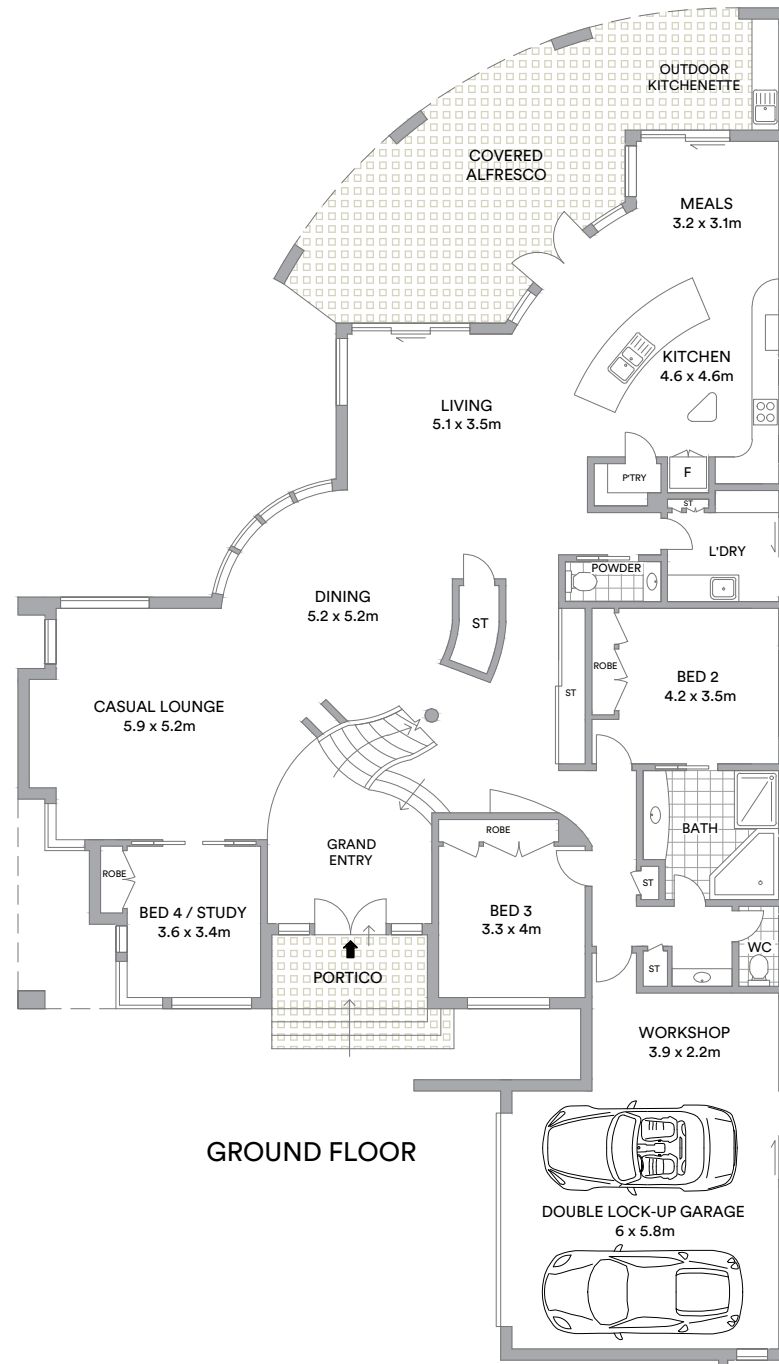 OUTDOOR
KITCHENETTE
COVERED
ALFRESCO
MEALS
3.2 x 3.1m
KITCHEN
4.6 x 4.6m
LIVING
5.1 x 3.5m
P'TRY
F
ST
L'DRY
POWDER
DINING
5.2 x 5.2m
ST
ROBE
BED 2
4.2 x 3.5m
ST
CASUAL LOUNGE
5.9 x 5.2m
BATH
ROBE
GRAND
ENTRY
ROBE
ST
BED 4 / STUDY
3.6 x 3.4m
BED 3
3.3 x 4m
WC
ST
PORTICO
WORKSHOP
3.9 x 2.2m
GROUND FLOOR
DOUBLE LOCK-UP GARAGE
6 x 5.8m